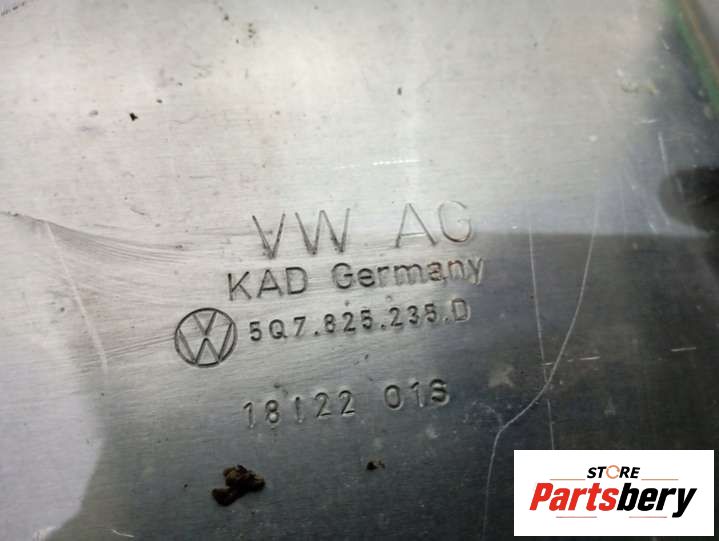 VW AG
KAD Germany
5Q7.825.235.D
18122 01S
STORE
Partsbery